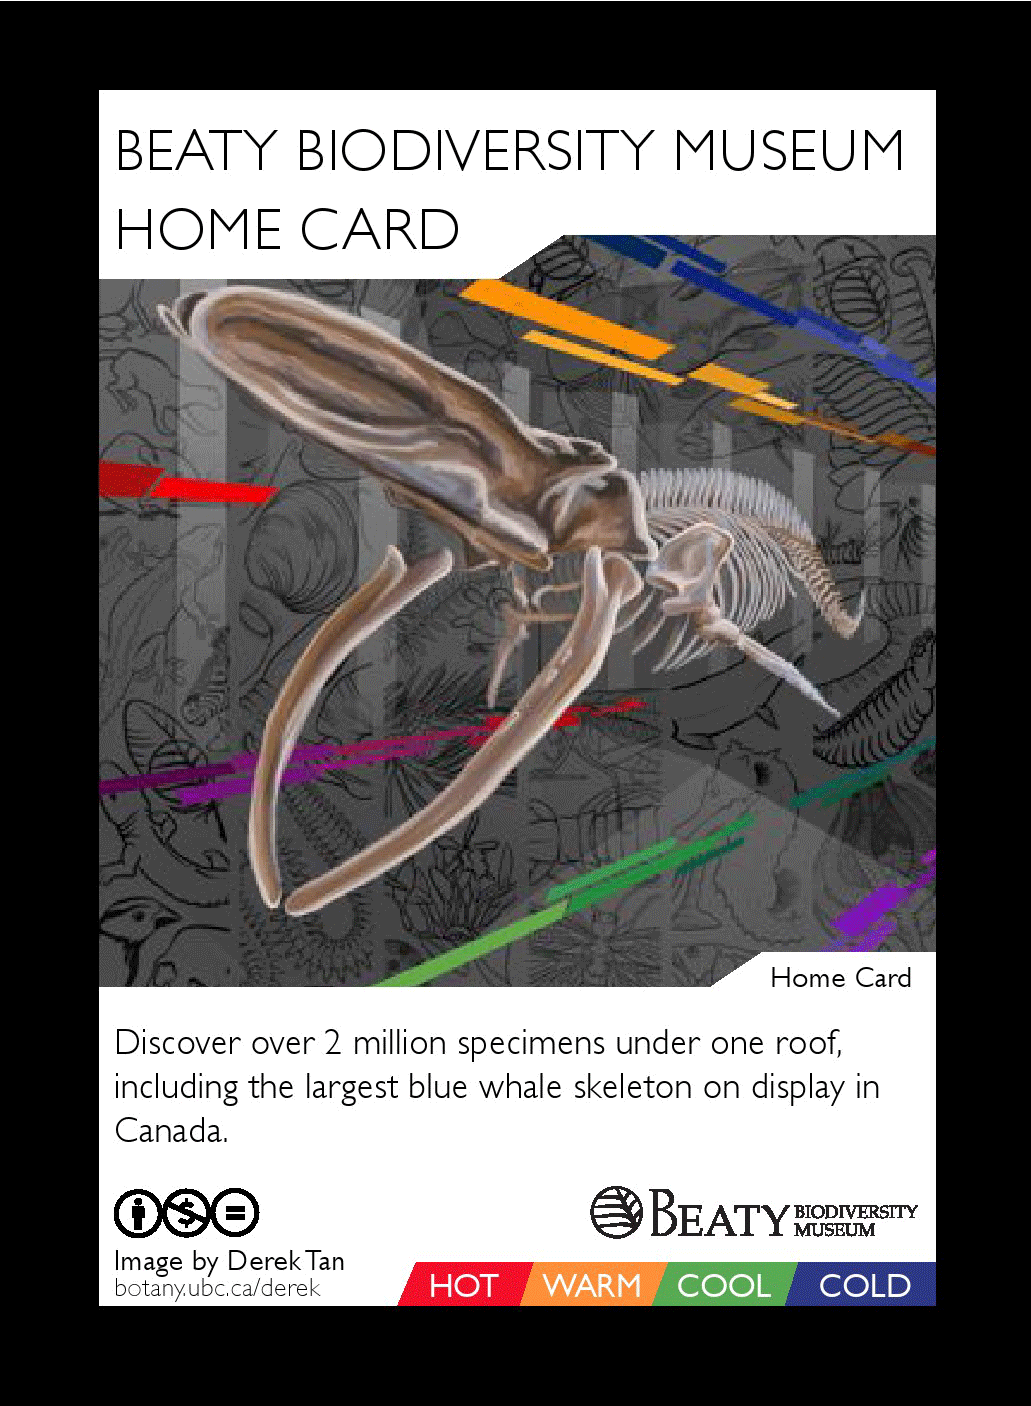 BEATY BIODIVERSITY MUSEUM
HOME CARD
Home Card
Discover over 2 million specimens under one roof,
including the largest blue whale skeleton on display in
Canada.
BEATY BIODIVERSITY
MUSEUM
Image by Derek Tan
botany.ubc.ca/derek
HOT WARM COOL COLD